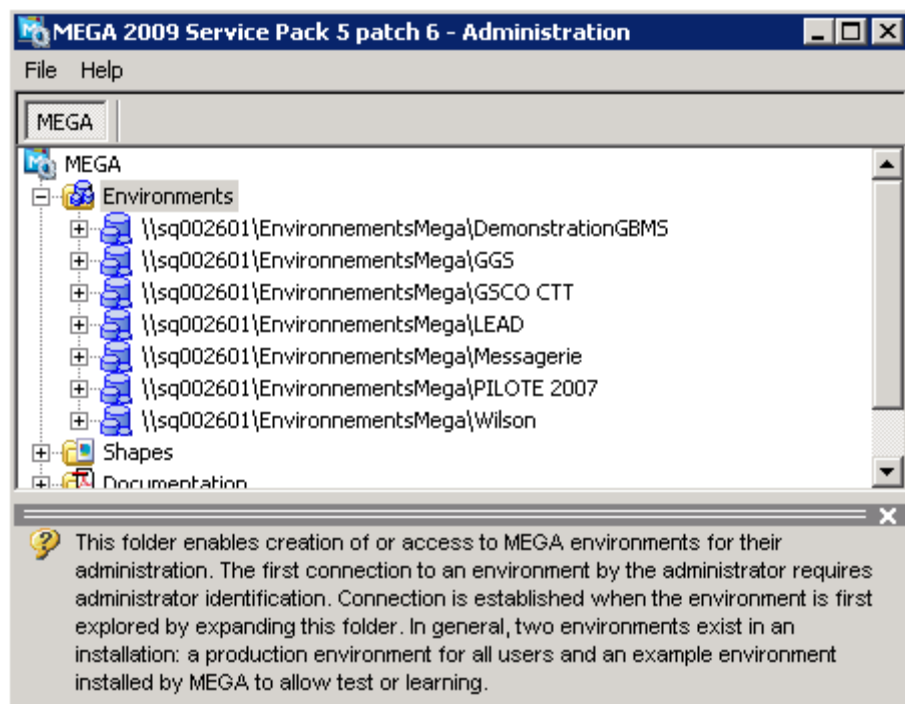 MEGA 2009 Service Pack 5 patch 6 - Administration
File Help
MEGA
MEGA
Environments
\\sq002601\EnvironnementsMega\DemonstrationGBMS
\\sq002601\EnvironnementsMega\GGS
\\sq002601\EnvironnementsMega\GSCO CTT
\\sq002601\EnvironnementsMega\LEAD
\\sq002601\EnvironnementsMega\Messagerie
\\sq002601\EnvironnementsMega\PILOTE 2007
\\sq002601\EnvironnementsMega\Wilson
Shapes
Documentation
This folder enables creation of or access to MEGA environments for their
administration. The first connection to an environment by the administrator requires
administrator identification. Connection is established when the environment is first
explored by expanding this folder. In general, two environments exist in an
installation: a production environment for all users and an example environment
installed by MEGA to allow test or learning.